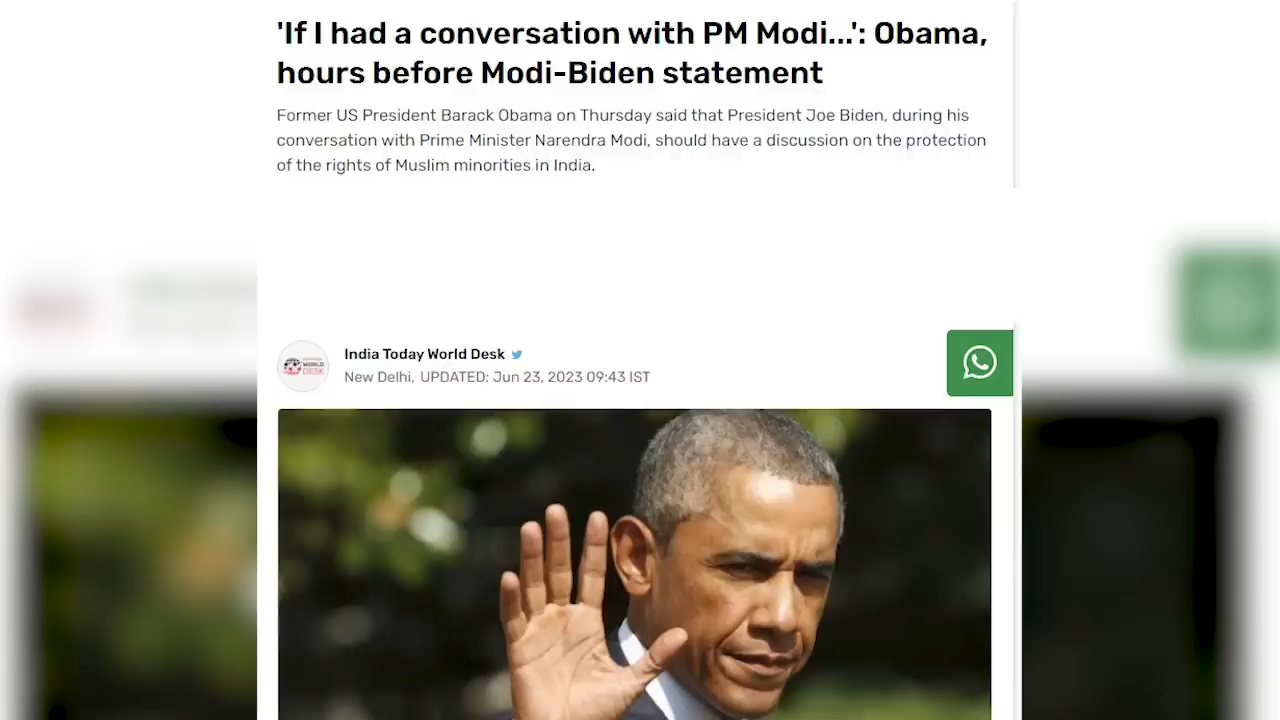 'If I had a conversation with PM Modi...': Obama,
hours before Modi-Biden statement
Former US President Barack Obama on Thursday said that President Joe Biden, during his
conversation with Prime Minister Narendra Modi, should have a discussion on the protection
of the rights of Muslim minorities in India.
India Today World Desk
New Delhi, UPDATED: Jun 23, 2023 09:43 IST
WORLD
DESK